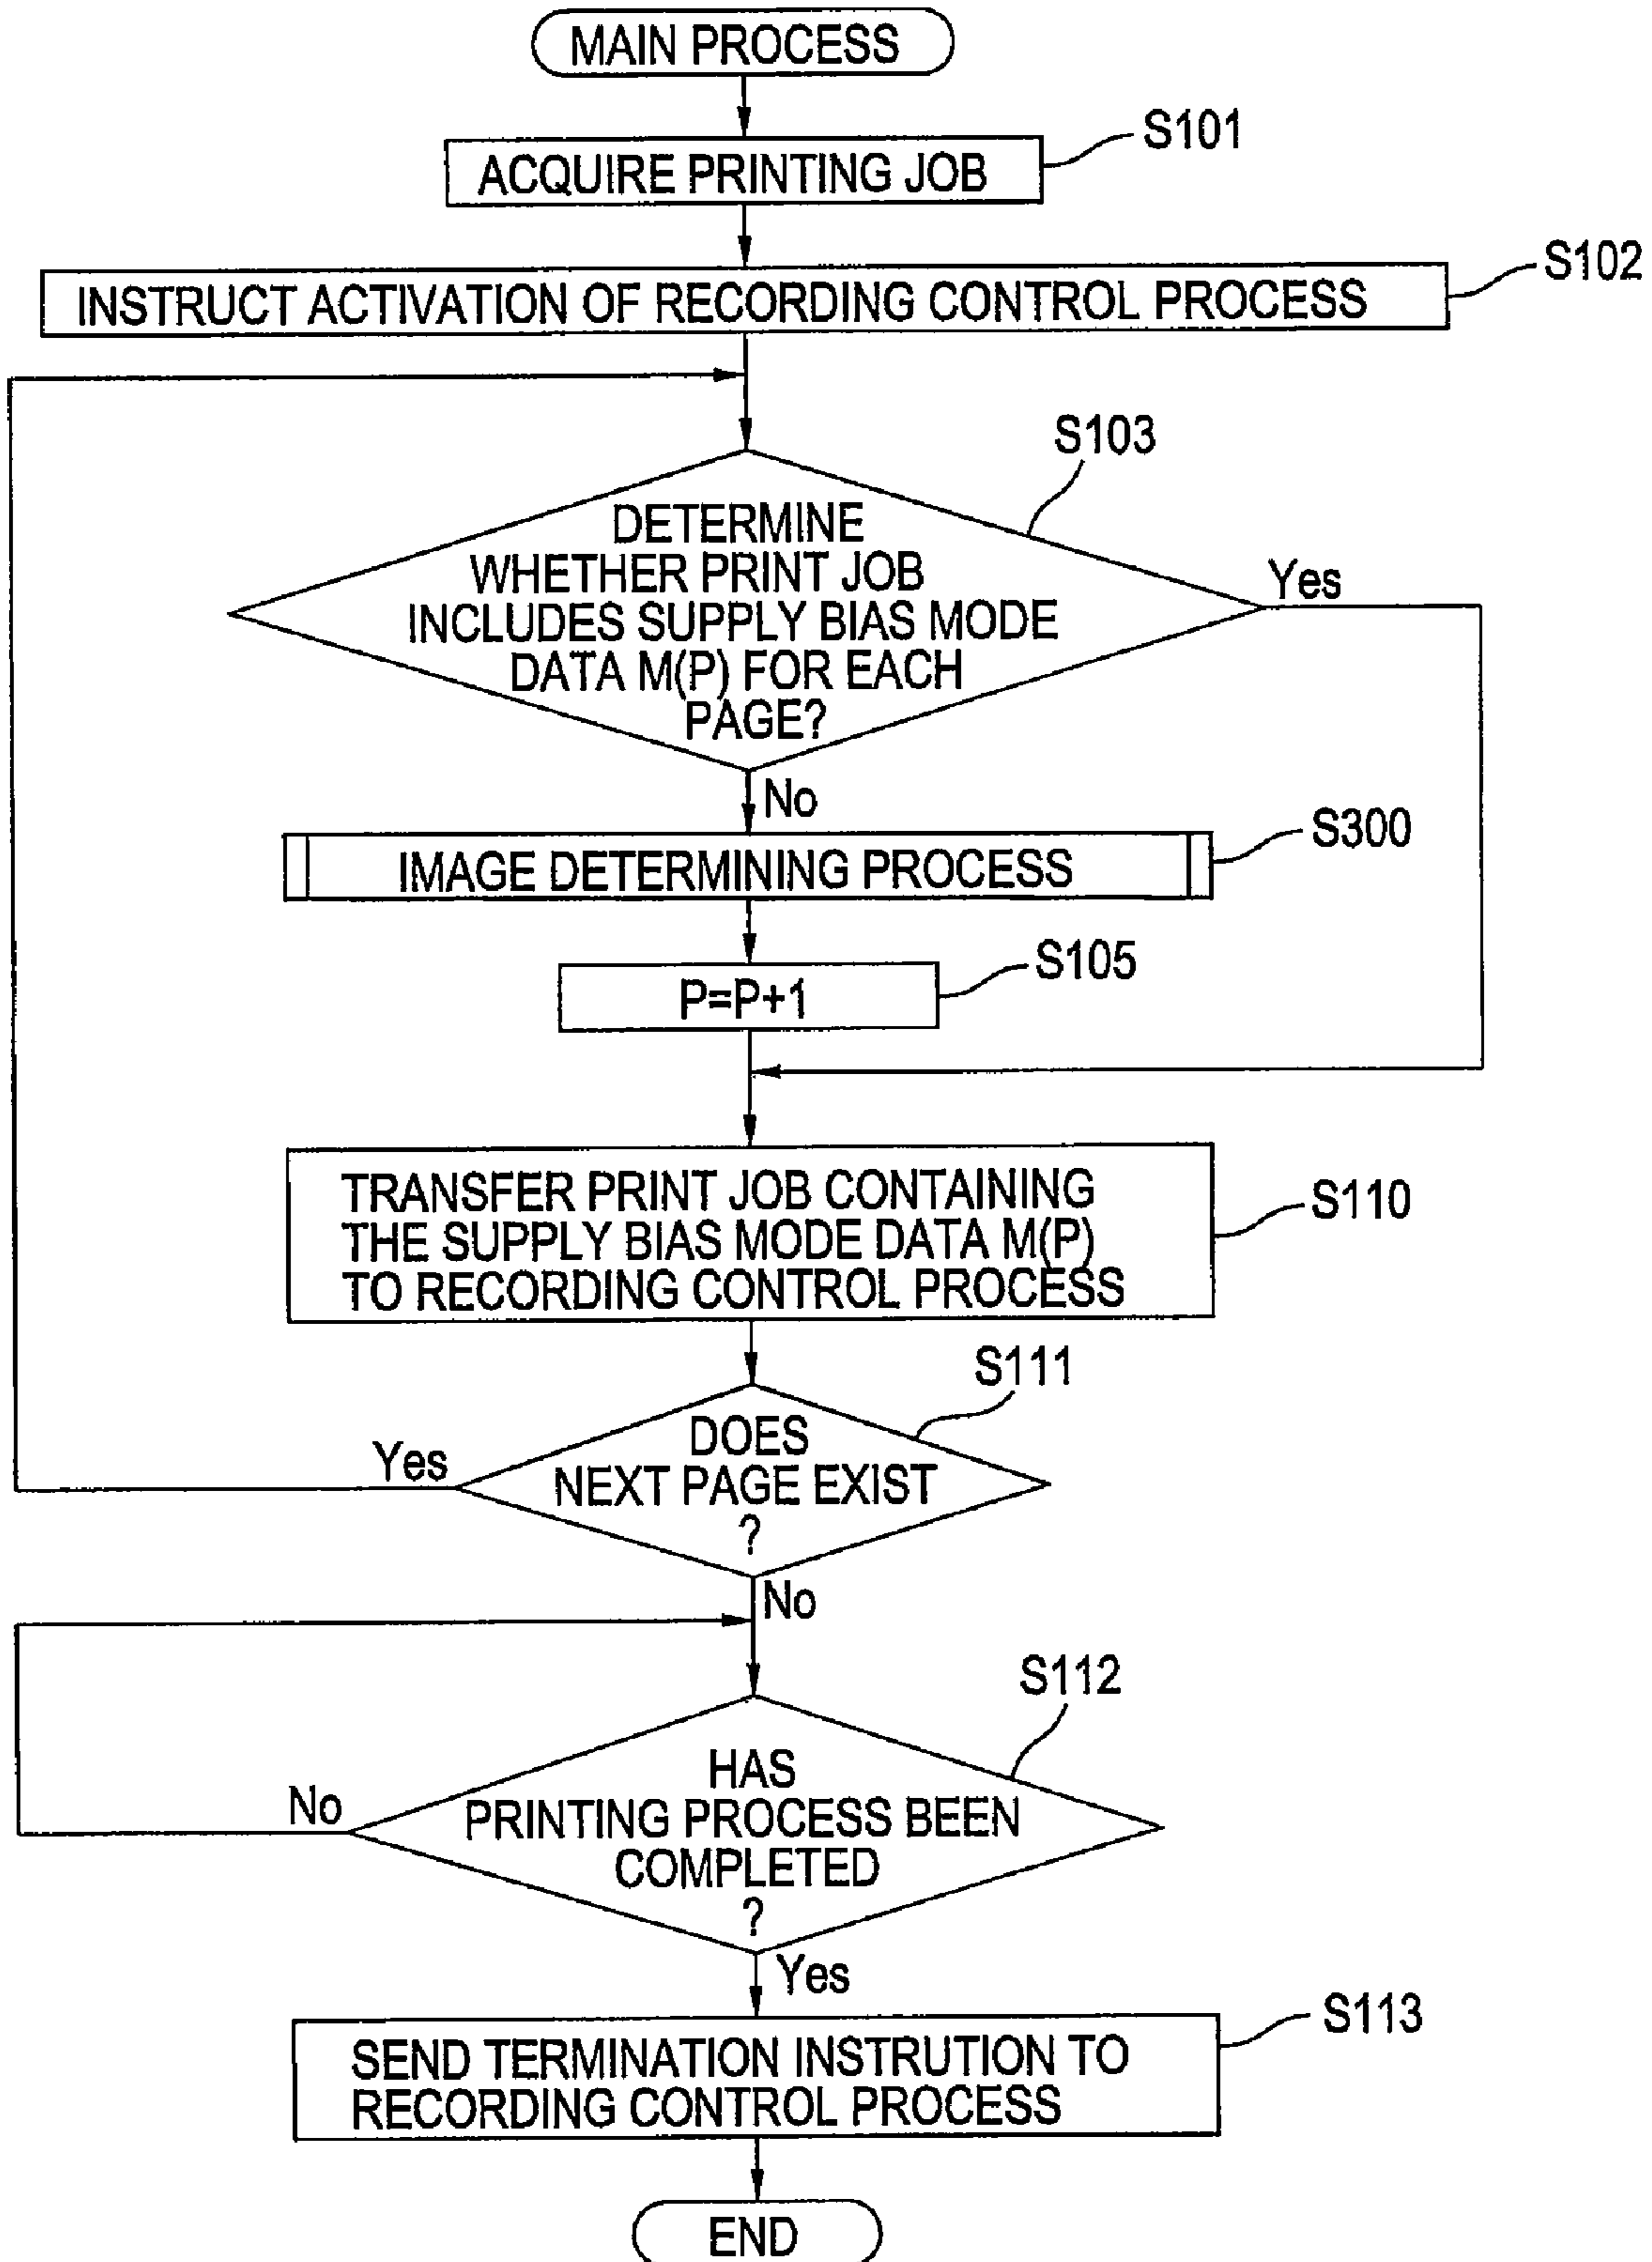 MAIN PROCESS
S101
ACQUIRE PRINTING JOB
S102
INSTRUCT ACTIVATION OF RECORDING CONTROL PROCESS
S103
DETERMINE
WHETHER PRINT JOB
INCLUDES SUPPLY BIAS MODE
DATA M(P) FOR EACH
PAGE?
Yes
No
S300
IMAGE DETERMINING PROCESS
S105
P=P+1
S110
TRANSFER PRINT JOB CONTAINING
THE SUPPLY BIAS MODE DATA M(P)
TO RECORDING CONTROL PROCESS
S111
DOES
NEXT PAGE EXIST
?
Yes
No
S112
HAS
PRINTING PROCESS BEEN
COMPLETED
?
No
Yes
S113
SEND TERMINATION INSTRUTION TO
RECORDING CONTROL PROCESS
END